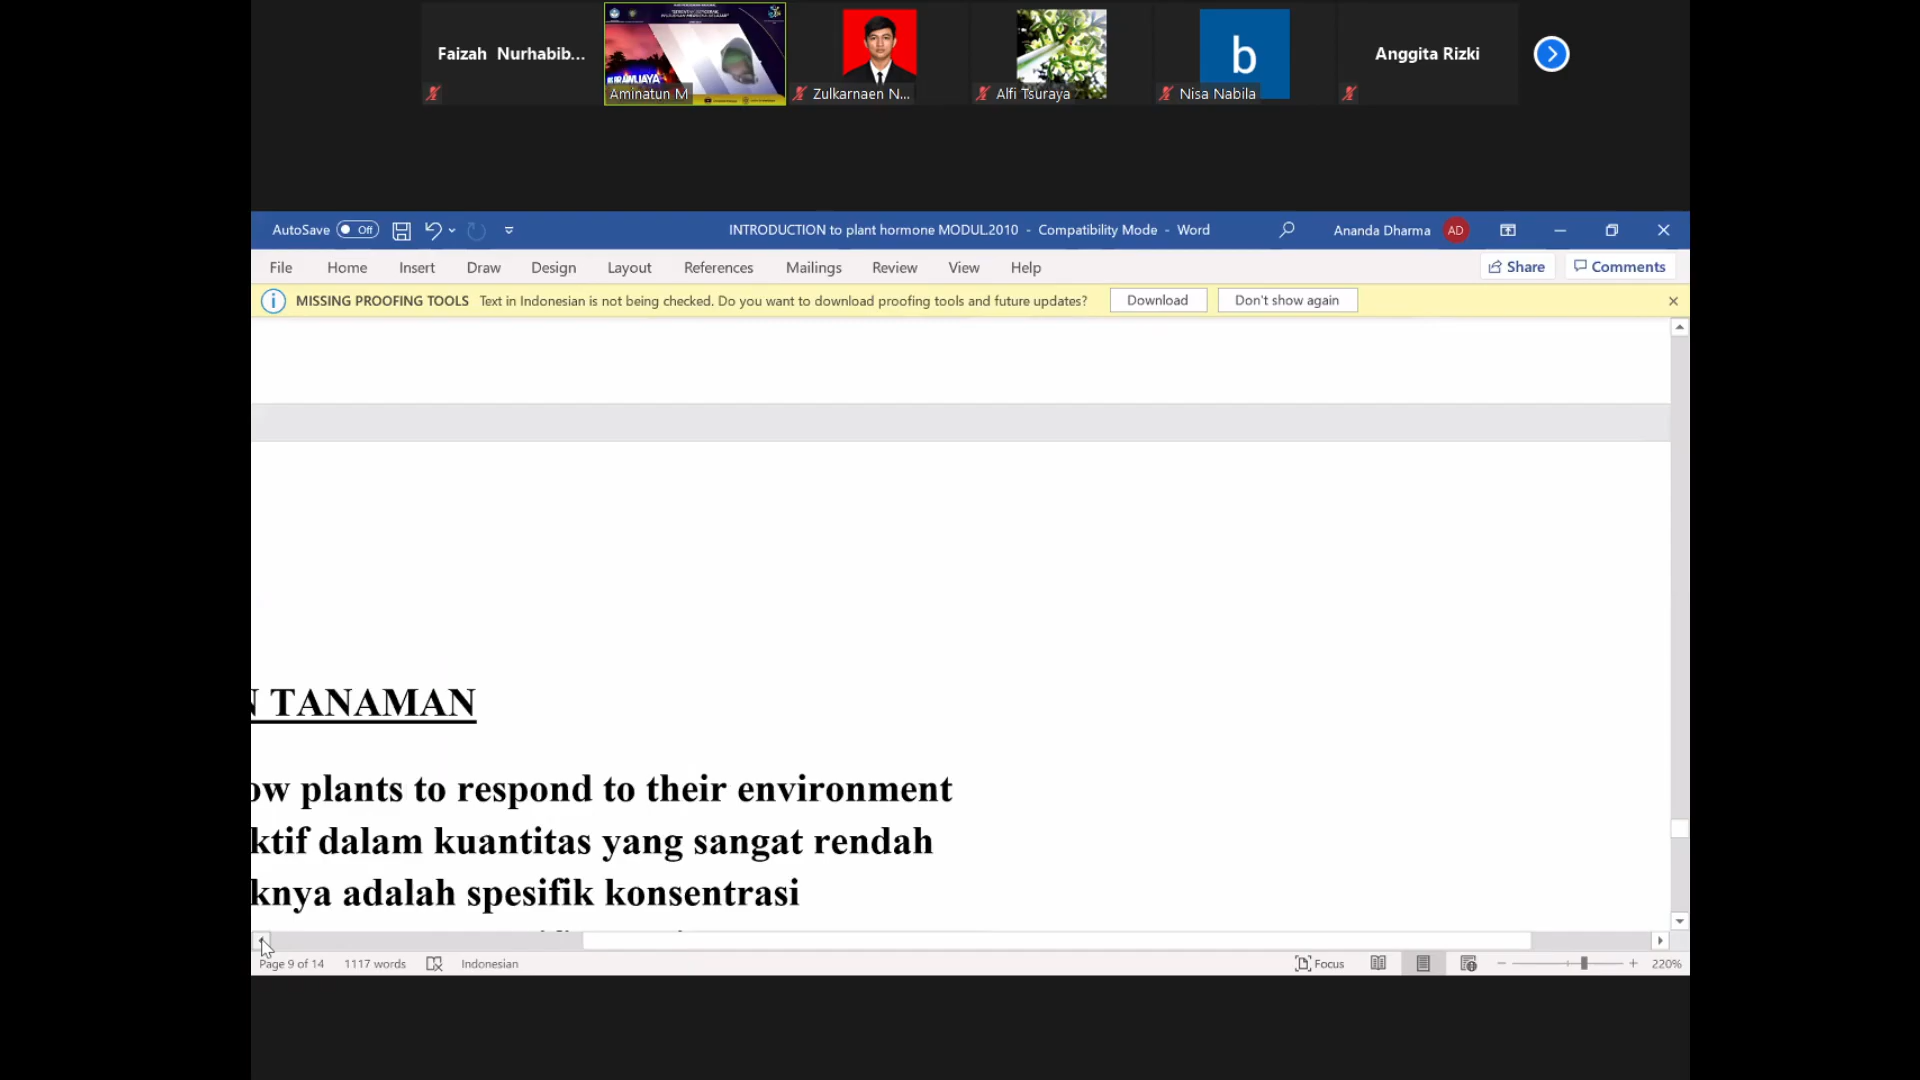 Faizah Nurhabib...
Aminatun M
Zulkarnaen N...
Alfi Tsuraya
b
Nisa Nabila
Anggita Rizki
AutoSave Off
INTRODUCTION to plant hormone MODUL.2010 - Compatibility Mode - Word
Ananda Dharma AD
File Home Insert Draw Design Layout References Mailings Review View Help
Share Comments
MISSING PROOFING TOOLS Text in Indonesian is not being checked. Do you want to download proofing tools and future updates? Download Don't show again
TANAMAN
ow plants to respond to their environment
ktif dalam kuantitas yang sangat rendah
knya adalah spesifik konsentrasi
Page 9 of 14 1117 words Indonesian
Focus 220%